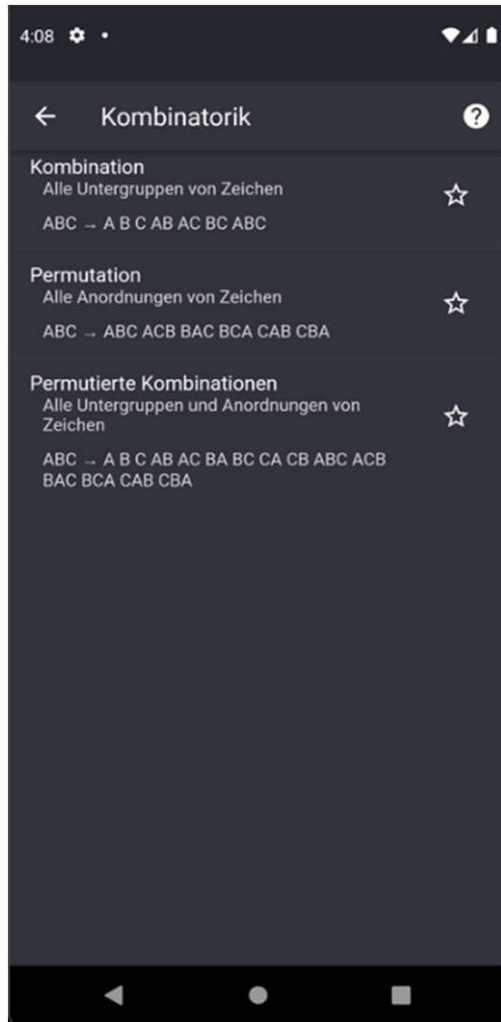 4:08
Kombinatorik
Kombination
Alle Untergruppen von Zeichen
ABC → A B C AB AC BC ABC
Permutation
Alle Anordnungen von Zeichen
ABC → ABC ACB BAC BCA CAB CBA
Permutierte Kombinationen
Alle Untergruppen und Anordnungen von
Zeichen
ABC → A B C AB AC BA BC CA CB ABC ACB
BAC BCA CAB CBA